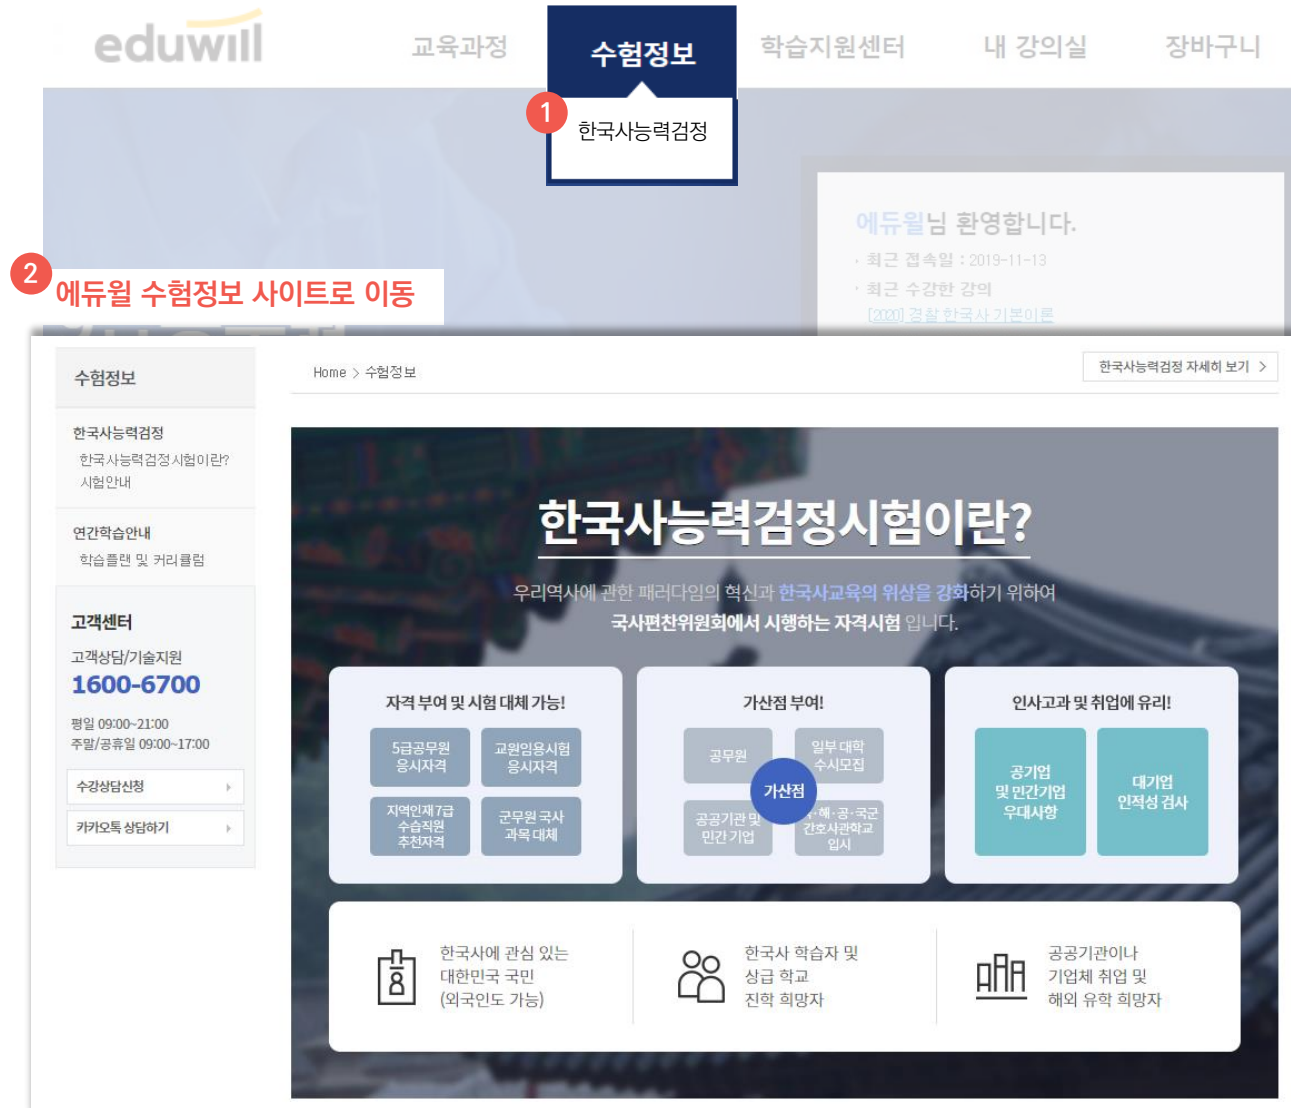 eduwill
교육과정
수험정보
학습지원센터
내 강의실
장바구니
1
한국사능력검정
에듀윌님 환영합니다.
최근 접속일 : 2019-11-13
최근 수강한 강의
[2020] 경찰 한국사 기본이론
2
에듀윌 수험정보 사이트로 이동
수험정보
Home > 수험정보
한국사능력검정 자세히 보기 >
한국사능력검정
한국사능력검정시험이란?
시험안내
연간학습안내
학습플랜 및 커리큘럼
고객센터
고객상담/기술지원
1600-6700
평일 09:00~21:00
주말/공휴일 09:00~17:00
수강상담신청
카카오톡 상담하기
한국사능력검정시험이란?
우리역사에 관한 패러다임의 혁신과 한국사교육의 위상을 강화하기 위하여
국사편찬위원회에서 시행하는 자격시험 입니다.
자격 부여 및 시험 대체 가능!
5급공무원
응시자격
교원임용시험
응시자격
지역인재 7급
수습직원
추천자격
군무원 국사
과목 대체
가산점 부여!
공무원
일부 대학
수시모집
가산점
공공기관 및
민간 기업
·해·공·국군
간호사관학교
입시
인사고과 및 취업에 유리!
공기업
및 민간기업
우대사항
대기업
인적성 검사
한국사에 관심 있는
대한민국 국민
(외국인도 가능)
한국사 학습자 및
상급 학교
진학 희망자
공공기관이나
기업체 취업 및
해외 유학 희망자